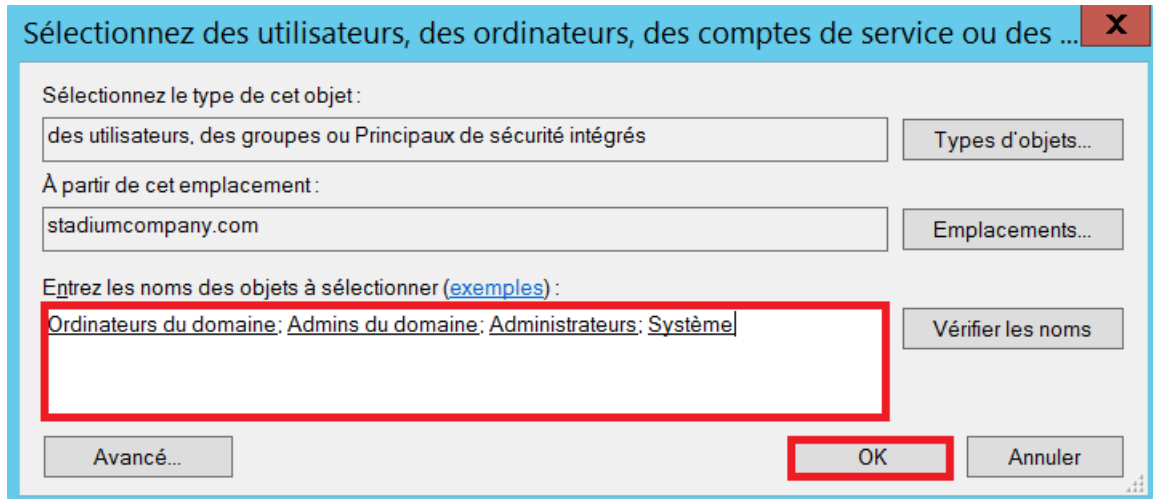 Sélectionnez des utilisateurs, des ordinateurs, des comptes de service ou des ...
X
Sélectionnez le type de cet objet :
des utilisateurs, des groupes ou Principaux de sécurité intégrés
Types d'objets...
À partir de cet emplacement :
stadiumcompany.com
Emplacements...
Entrez les noms des objets à sélectionner (exemples) :
Ordinateurs du domaine; Admins du domaine; Administrateurs; Système
Vérifier les noms
Avancé...
OK
Annuler